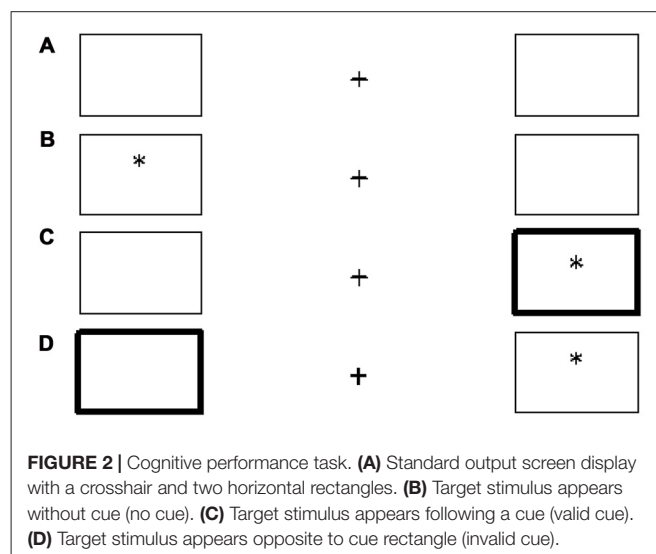 A
B
*
C
*
D
*
FIGURE 2 | Cognitive performance task. (A) Standard output screen display
with a crosshair and two horizontal rectangles. (B) Target stimulus appears
without cue (no cue). (C) Target stimulus appears following a cue (valid cue).
(D) Target stimulus appears opposite to cue rectangle (invalid cue).